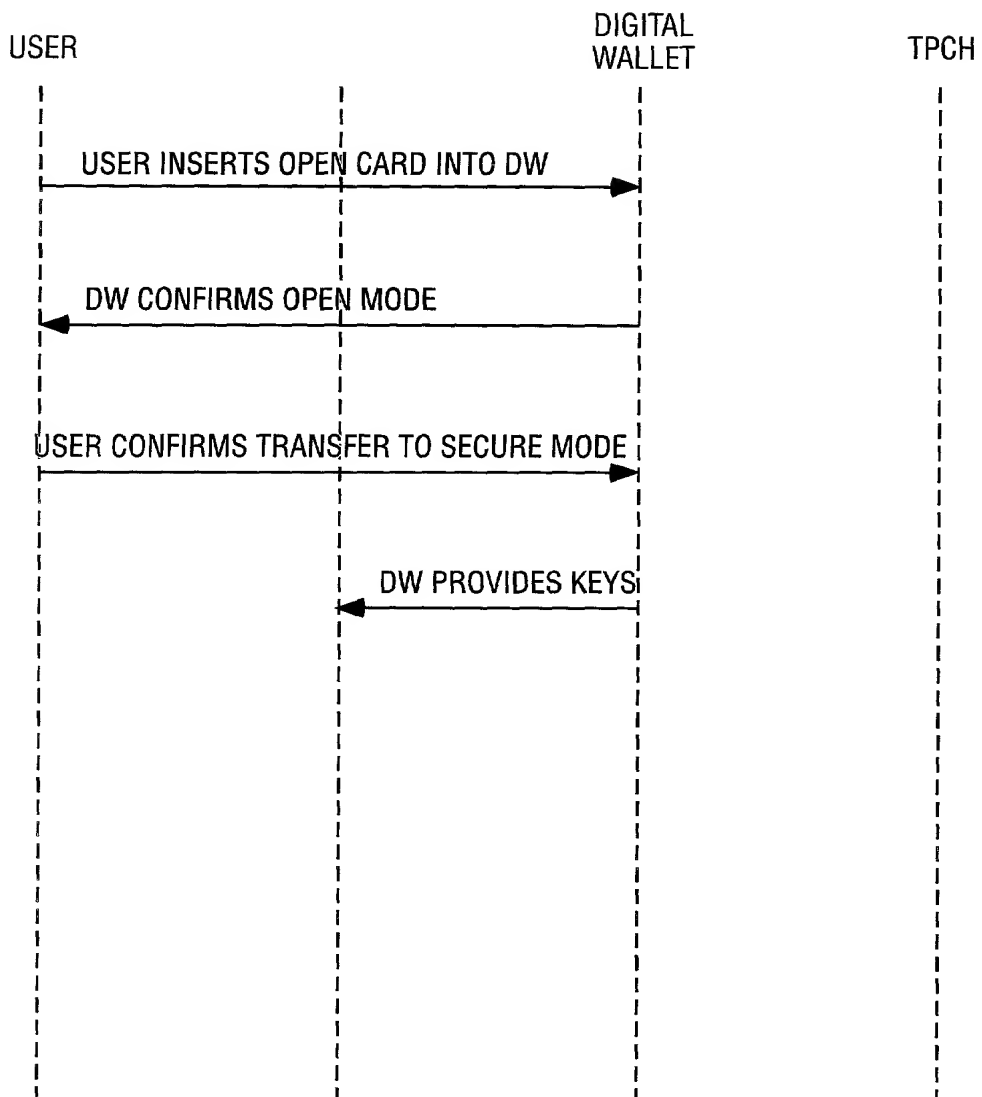 USER
DIGITAL
WALLET
TPCH
USER INSERTS OPEN CARD INTO DW
DW CONFIRMS OPEN MODE
USER CONFIRMS TRANSFER TO SECURE MODE
DW PROVIDES KEYS